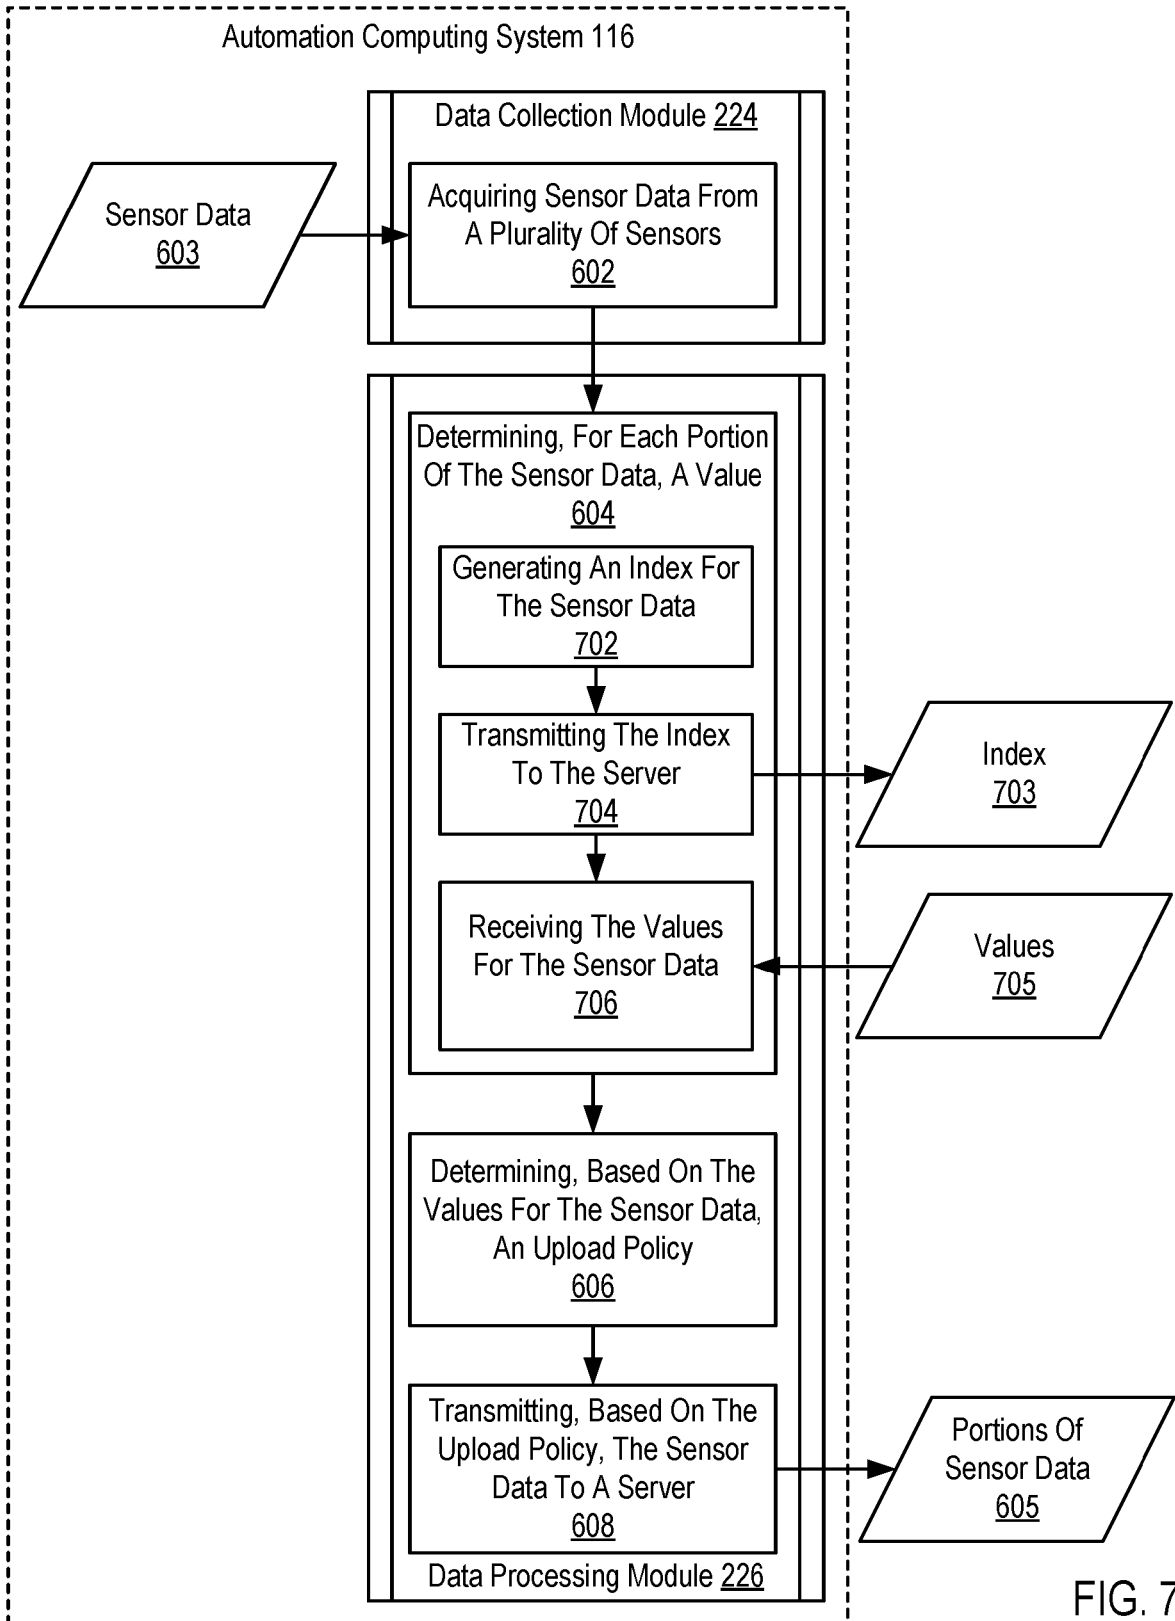 Automation Computing System 116
Data Collection Module 224
Sensor Data
603
Acquiring Sensor Data From
A Plurality Of Sensors
602
Determining, For Each Portion
Of The Sensor Data, A Value
604
Generating An Index For
The Sensor Data
702
Transmitting The Index
To The Server
704
Index
703
Receiving The Values
For The Sensor Data
706
Values
705
Determining, Based On The
Values For The Sensor Data,
An Upload Policy
606
Transmitting, Based On The
Upload Policy, The Sensor
Data To A Server
608
Portions Of
Sensor Data
605
Data Processing Module 226
FIG. 7